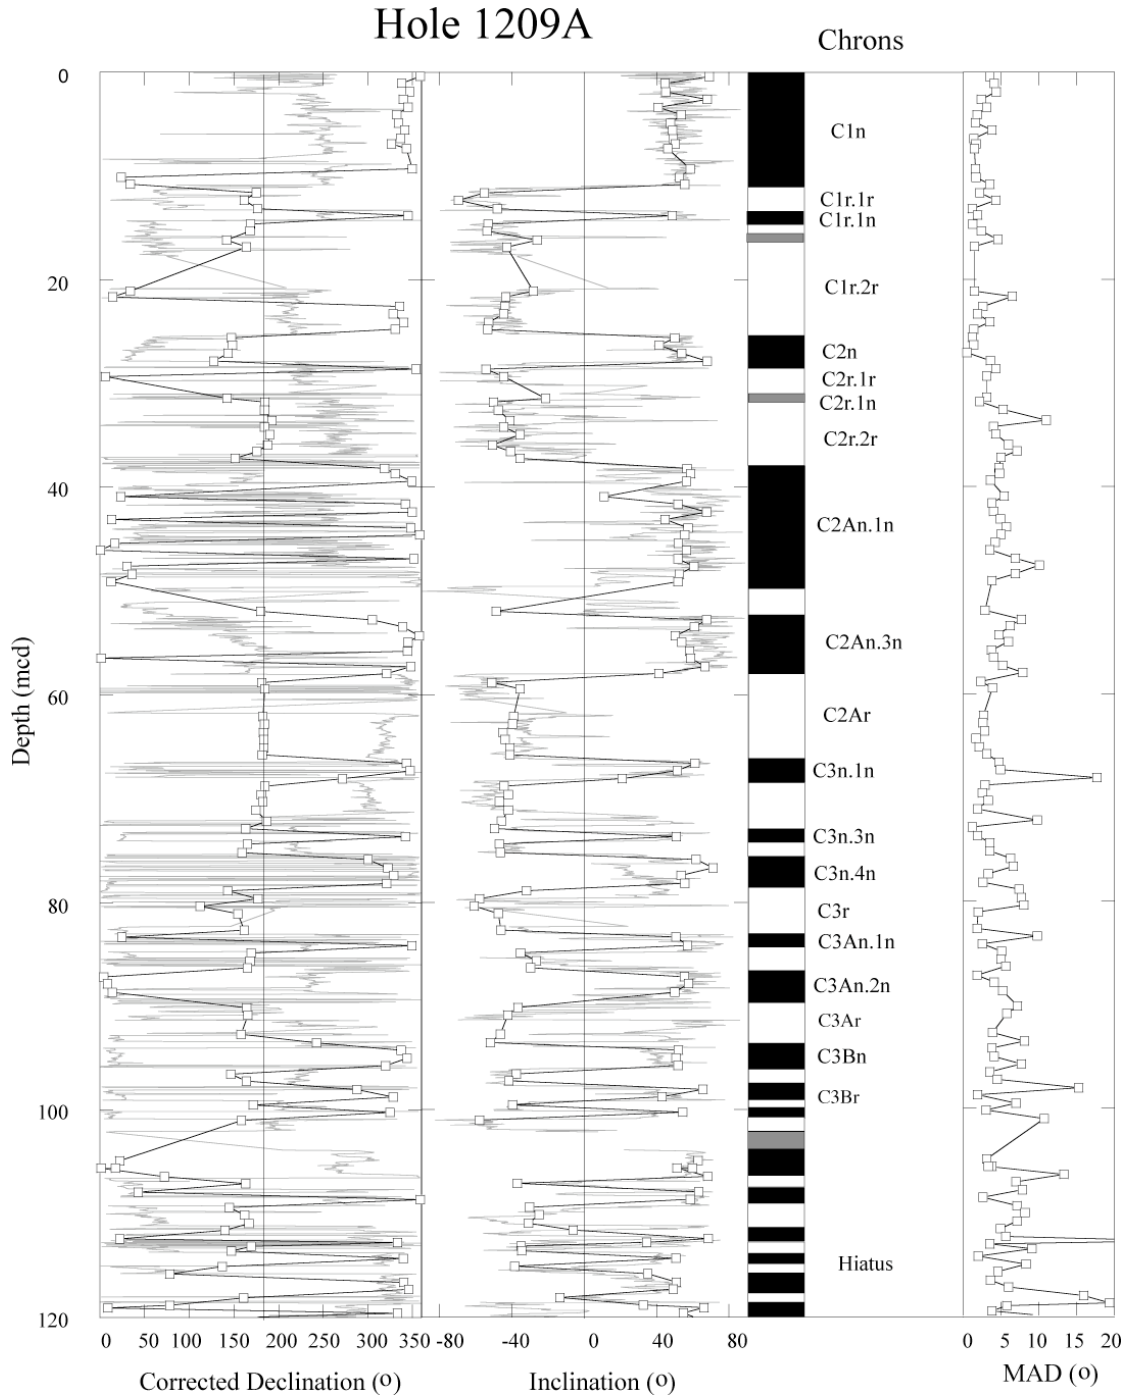 Hole 1209A
Chrons
0
20
40
60
80
100
120
Depth (mcd)
C1n
C1r.1r
C1r.1n
C1r.2r
C2n
C2r.1r
C2r.1n
C2r.2r
C2An.1n
C2An.3n
C2Ar
C3n.1n
C3n.3n
C3n.4n
C3r
C3An.1n
C3An.2n
C3Ar
C3Bn
C3Br
Hiatus
0 50 100 150 200 250 300 350 -80 -40 0 40 80 0 5 10 15 20
Corrected Declination (o) Inclination (o) MAD (o)